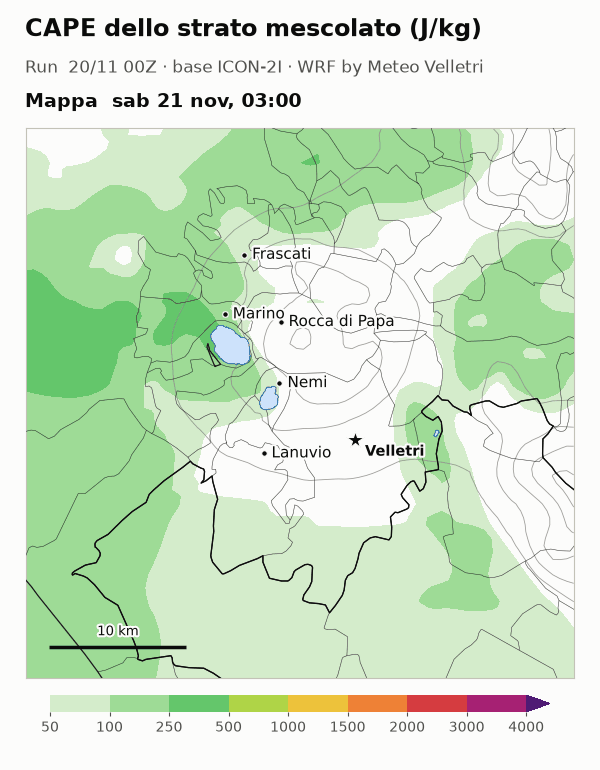 CAPE dello strato mescolato (J/kg)
Run  20/11 00Z · base ICON-2I · WRF by Meteo Velletri
Mappa  sab 21 nov, 03:00
Frascati
Marino
Rocca di Papa
Nemi
Velletri
Lanuvio
10 km
50 100 250 500 1000 1500 2000 3000 4000